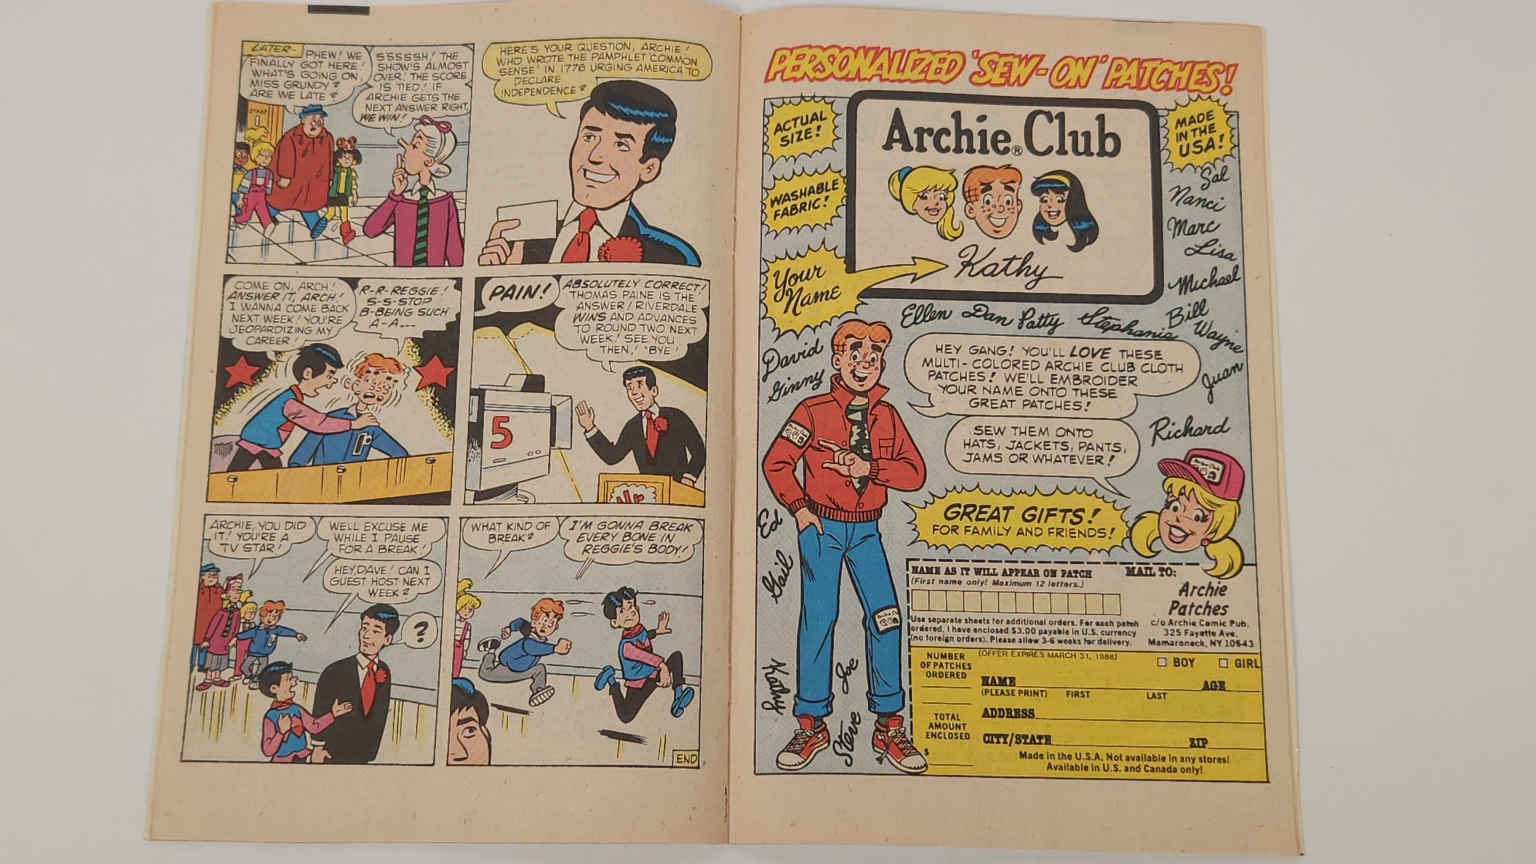 LATER-
PHEW! WE
FINALLY GOT HERE!
WHAT'S GOING ON,
MISS GRUNDY?
ARE WE LATE?
SSSSSH! THE
SHOW'S ALMOST
OVER! THE SCORE
IS TIED! IF
ARCHIE GETS THE
NEXT ANSWER RIGHT,
WE WIN!
HERE'S YOUR QUESTION, ARCHIE!
WHO WROTE THE PAMPHLET 'COMMON
SENSE' IN 1776 URGING AMERICA TO
DECLARE
INDEPENDENCE?
COME ON, ARCH!
ANSWER IT, ARCH!
I WANNA COME BACK
NEXT WEEK! YOU'RE
JEOPARDIZING MY
CAREER!
R-R-REGGIE!
S-S-STOP
B-BEING SUCH
A-A...
PAIN!
ABSOLUTELY CORRECT!
THOMAS PAINE IS THE
ANSWER! RIVERDALE
WINS AND ADVANCES
TO ROUND TWO NEXT
WEEK! SEE YOU
THEN! 'BYE!
5
Mr.
ARCHIE, YOU DID
IT! YOU'RE A
TV STAR!
WELL EXCUSE ME
WHILE I PAUSE
FOR A BREAK!
HEY, DAVE! CAN I
GUEST HOST NEXT
WEEK?
?
WHAT KIND OF
BREAK?
I'M GONNA BREAK
EVERY BONE IN
REGGIE'S BODY!
END
PERSONALIZED 'SEW-ON' PATCHES!
ACTUAL
SIZE!
WASHABLE
FABRIC!
Your
Name
Archie® Club
Kathy
MADE
IN THE
USA!
Sal
Nanci
Marc
Lisa
Michael
Bill
Wayne
Juan
Ellen Dan Patty Stephanie
David
Ginny
Richard
HEY GANG! YOU'LL LOVE THESE
MULTI-COLORED ARCHIE CLUB CLOTH
PATCHES! WE'LL EMBROIDER
YOUR NAME ONTO THESE
GREAT PATCHES!
SEW THEM ONTO
HATS, JACKETS, PANTS,
JAMS OR WHATEVER!
GREAT GIFTS!
FOR FAMILY AND FRIENDS!
Ed
Gail
Kathy
Joe
Steve
NAME AS IT WILL APPEAR ON PATCH
(First name only! Maximum 12 letters.)
Use separate sheets for additional orders. For each patch
ordered, I have enclosed $3.00 payable in U.S. currency
(no foreign orders). Please allow 3-6 weeks for delivery.
MAIL TO:
Archie
Patches
c/o Archie Comic Pub.
325 Fayette Ave.
Mamaroneck, NY 10543
NUMBER
OF PATCHES
ORDERED
TOTAL
AMOUNT
ENCLOSED
$
(OFFER EXPIRES MARCH 31, 1988)
BOY GIRL
NAME AGE
(PLEASE PRINT) FIRST LAST
ADDRESS
CITY/STATE ZIP
Made in the U.S.A. Not available in any stores!
Available in U.S. and Canada only!